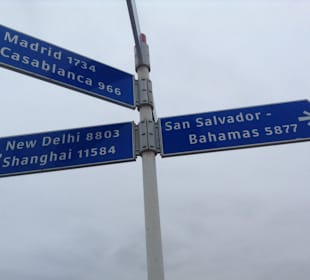 Madrid 1734
Casablanca 966
New Delhi 8803
Shanghai 11584
San Salvador -
Bahamas 5877